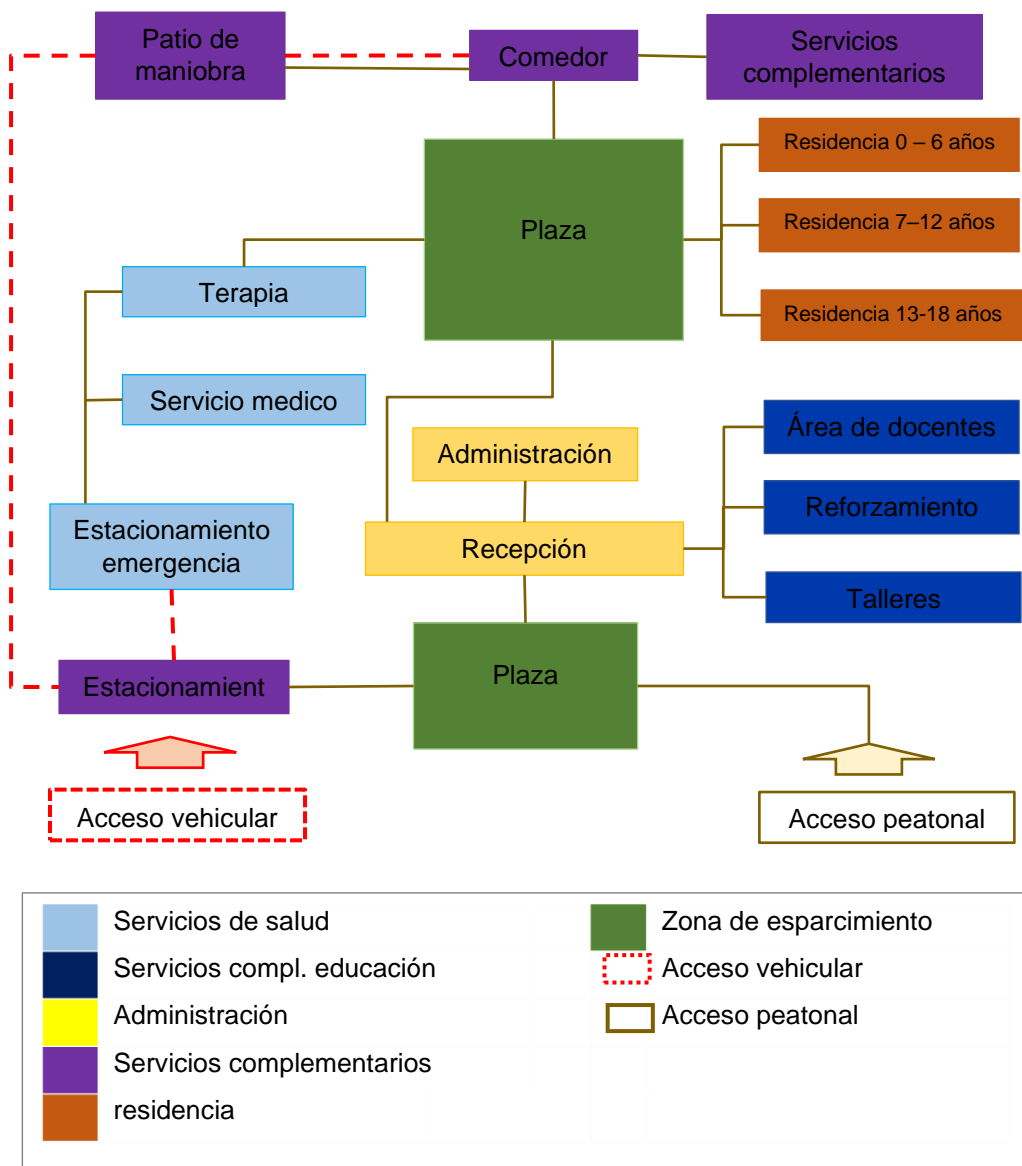 Patio de
maniobra
Comedor
Servicios
complementarios
Residencia 0 – 6 años
Residencia 7–12 años
Residencia 13-18 años
Plaza
Terapia
Servicio medico
Estacionamiento
emergencia
Administración
Recepción
Área de docentes
Reforzamiento
Talleres
Estacionamient
Plaza
Acceso vehicular
Acceso peatonal
Servicios de salud
Servicios compl. educación
Administración
Servicios complementarios
residencia
Zona de esparcimiento
Acceso vehicular
Acceso peatonal